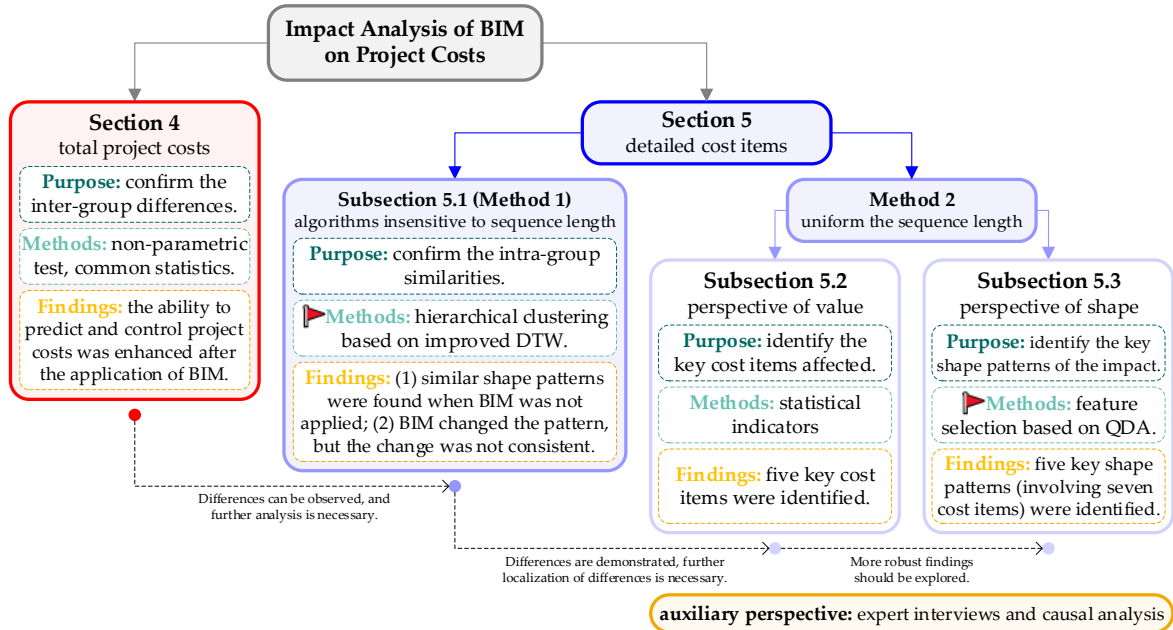 Impact Analysis of BIM
on Project Costs
Section 4
total project costs
Purpose: confirm the
inter-group differences.
Methods: non-parametric
test, common statistics.
Findings: the ability to
predict and control project
costs was enhanced after
the application of BIM.
Section 5
detailed cost items
Subsection 5.1 (Method 1)
algorithms insensitive to sequence length
Purpose: confirm the intra-group
similarities.
Methods: hierarchical clustering
based on improved DTW.
Findings: (1) similar shape patterns
were found when BIM was not
applied; (2) BIM changed the pattern,
but the change was not consistent.
Method 2
uniform the sequence length
Subsection 5.2
perspective of value
Purpose: identify the
key cost items affected.
Methods: statistical
indicators
Findings: five key cost
items were identified.
Subsection 5.3
perspective of shape
Purpose: identify the key
shape patterns of the impact.
Methods: feature
selection based on QDA.
Findings: five key shape
patterns (involving seven
cost items) were identified.
Differences can be observed, and
further analysis is necessary.
Differences are demonstrated, further
localization of differences is necessary.
More robust findings
should be explored.
auxiliary perspective: expert interviews and causal analysis